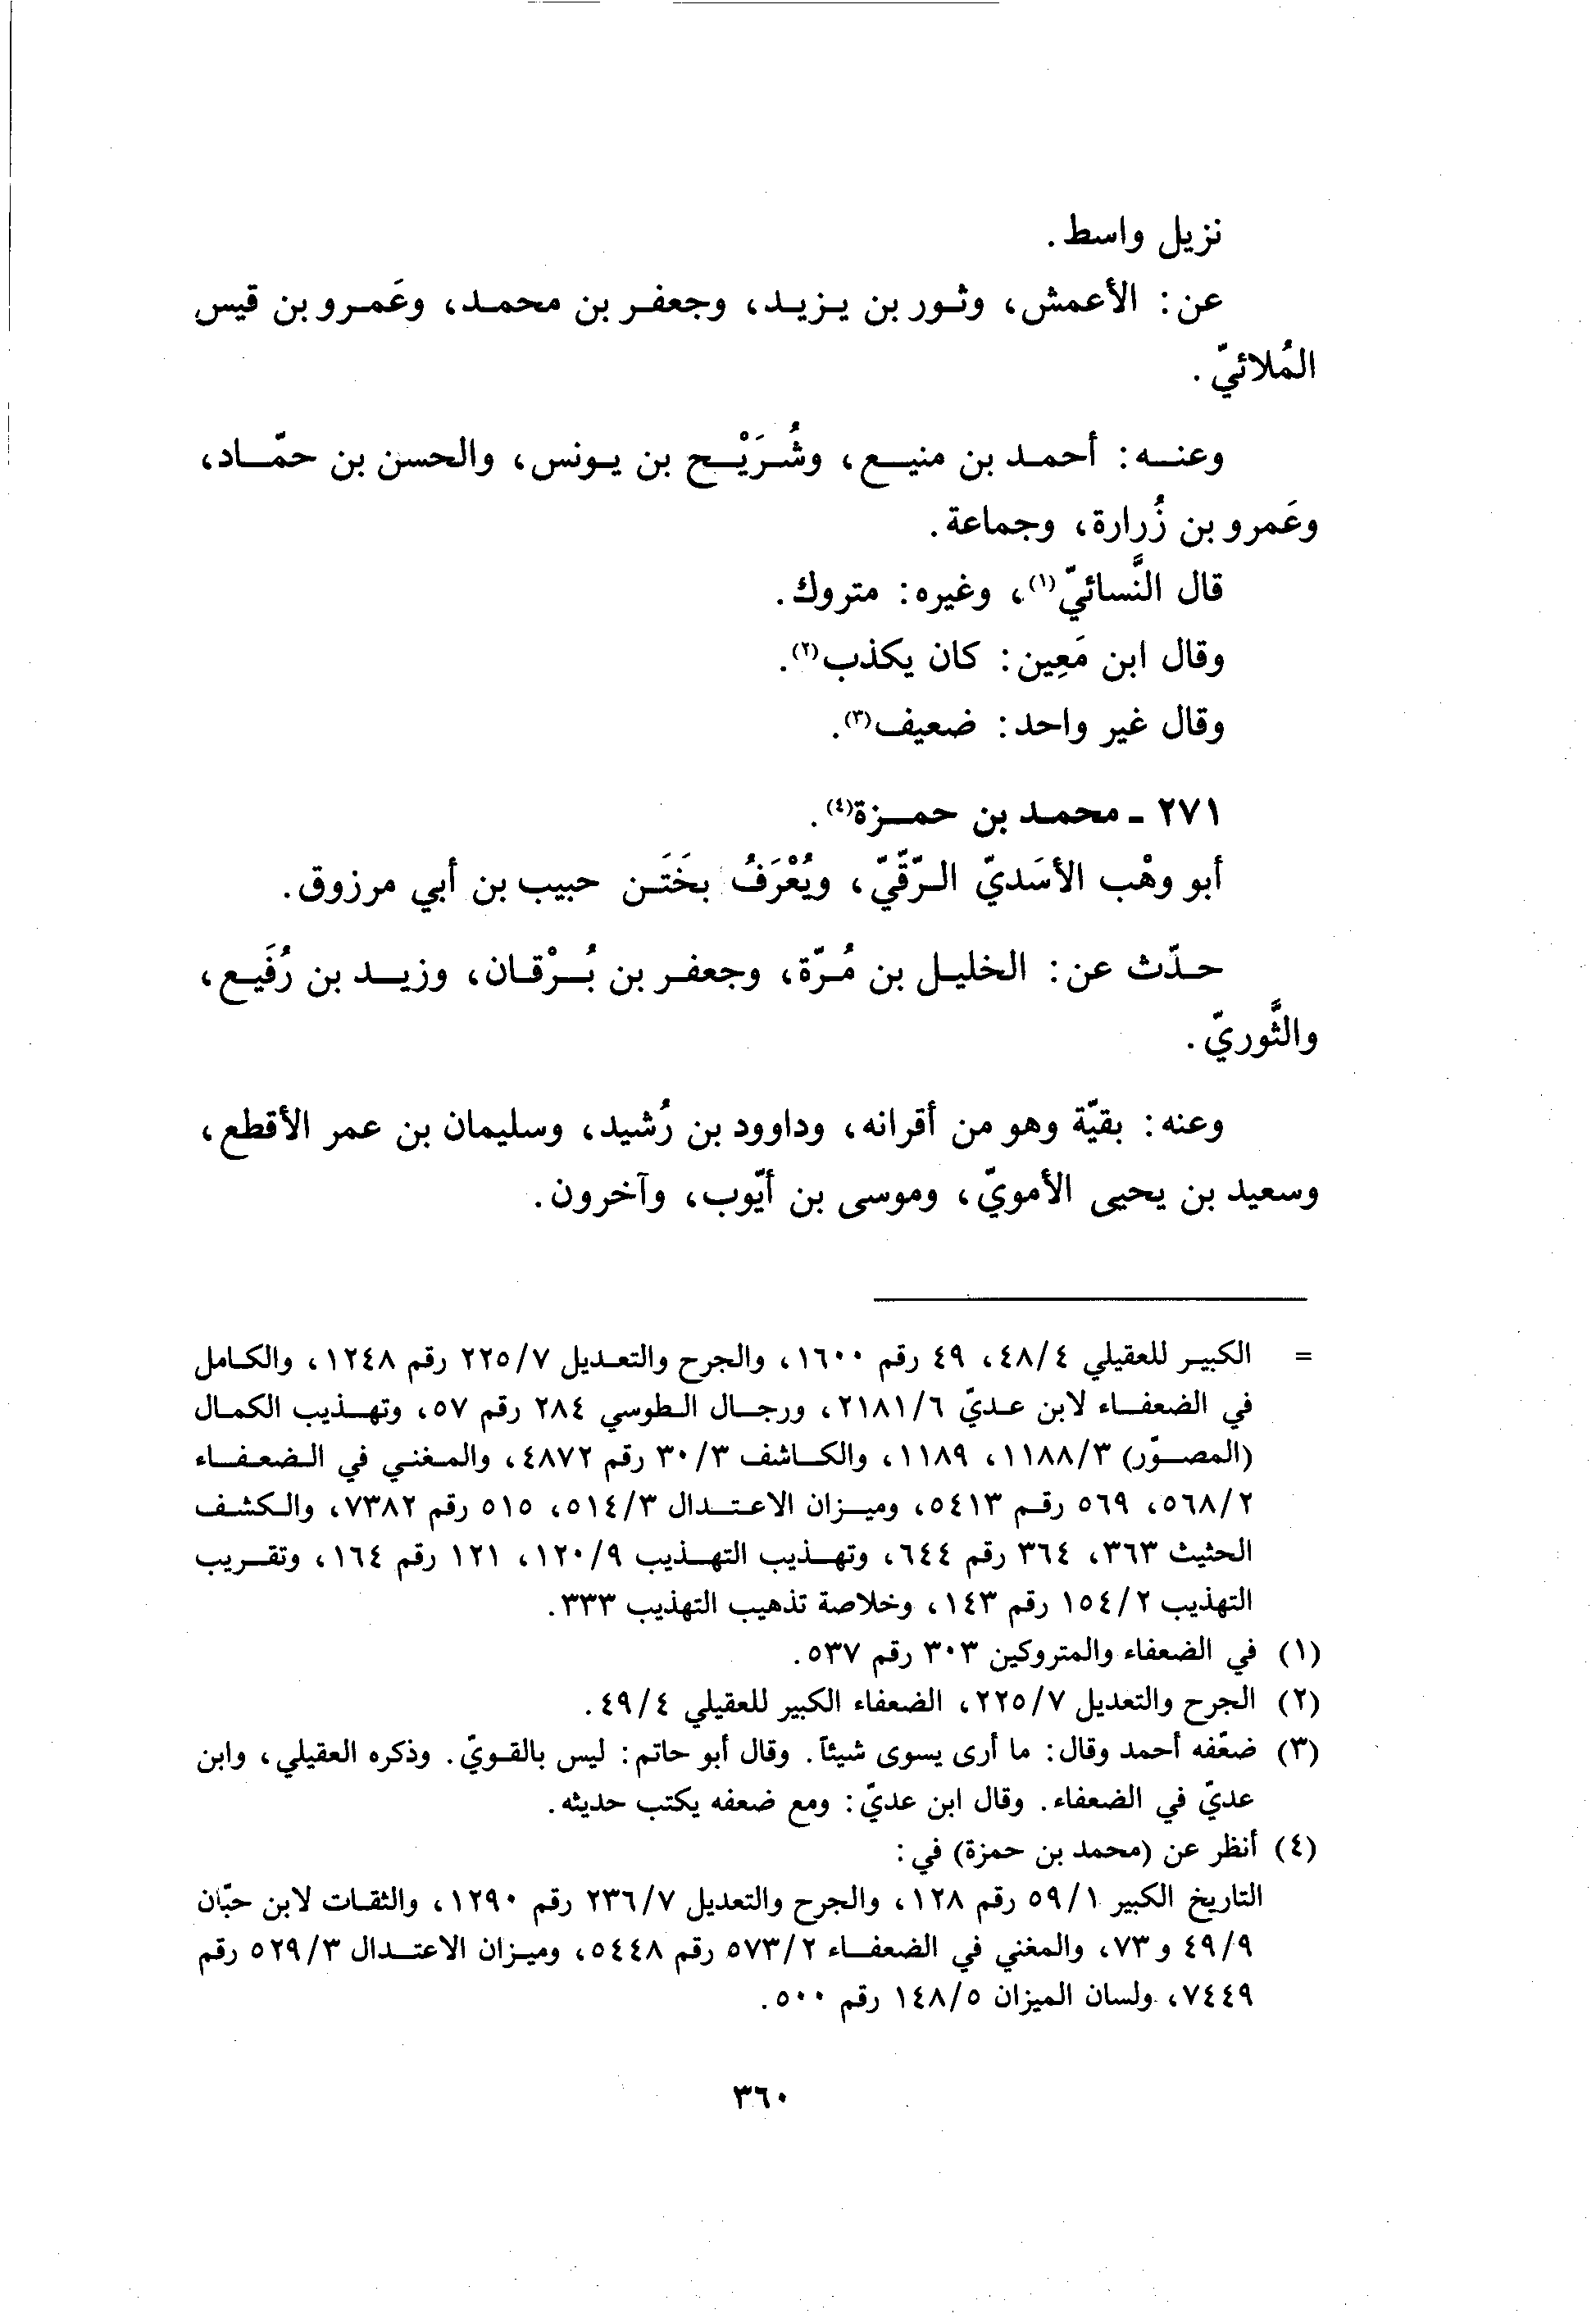 نزيل واسط.
عن: الأعمش، وثور بن يزيد، وجعفر بن محمد، وعَمرو بن قيس
المُلائيّ.
وعنه: أحمد بن منيع، وشُرَيْح بن يونس، والحسن بن حمّاد،
وعَمرو بن زُرارة، وجماعة.
قال النَّسائيّ(١)، وغيره: متروك.
وقال ابن مَعِين: كان يكذب(٢).
وقال غير واحد: ضعيف(٣).
٢٧١ - محمد بن حمزة(٤).
أبو وهْب الأسَديّ الرّقّيّ، ويُعْرَفُ بخَتَن حبيب بن أبي مرزوق.
حدّث عن: الخليل بن مُرّة، وجعفر بن بُرْقان، وزيد بن رُفَيع،
والثَّوريّ.
وعنه: بقيّة وهو من أقرانه، وداوود بن رُشيد، وسليمان بن عمر الأقطع،
وسعيد بن يحيى الأمويّ، وموسى بن أيّوب، وآخرون.
= الكبير للعقيلي ٤٨/٤، ٤٩ رقم ١٦٠٠، والجرح والتعديل ٢٢٥/٧ رقم ١٢٤٨، والكامل
في الضعفاء لابن عديّ ٢١٨١/٦، ورجال الطوسي ٢٨٤ رقم ٥٧، وتهذيب الكمال
(المصوّر) ١١٨٨/٣، ١١٨٩، والكاشف ٣٠/٣ رقم ٤٨٧٢، والمغني في الضعفاء
٥٦٨/٢، ٥٦٩ رقم ٥٤١٣، وميزان الاعتدال ٥١٤/٣، ٥١٥ رقم ٧٣٨٢، والكشف
الحثيث ٣٦٣، ٣٦٤ رقم ٦٤٤، وتهذيب التهذيب ١٢٠/٩، ١٢١ رقم ١٦٤، وتقريب
التهذيب ١٥٤/٢ رقم ١٤٣، وخلاصة تذهيب التهذيب ٣٣٣.
(١) في الضعفاء والمتروكين ٣٠٣ رقم ٥٣٧.
(٢) الجرح والتعديل ٢٢٥/٧، الضعفاء الكبير للعقيلي ٤٩/٤.
(٣) ضعّفه أحمد وقال: ما أرى يسوى شيئاً. وقال أبو حاتم: ليس بالقويّ. وذكره العقيلي، وابن
عديّ في الضعفاء. وقال ابن عديّ: ومع ضعفه يكتب حديثه.
(٤) أنظر عن (محمد بن حمزة) في:
التاريخ الكبير ٥٩/١ رقم ١٢٨، والجرح والتعديل ٢٣٦/٧ رقم ١٢٩٠، والثقات لابن حبّان
٤٩/٩ و ٧٣، والمغني في الضعفاء ٥٧٣/٢ رقم ٥٤٤٨، وميزان الاعتدال ٥٢٩/٣ رقم
٧٤٤٩، ولسان الميزان ١٤٨/٥ رقم ٥٠٠.
٣٦٠